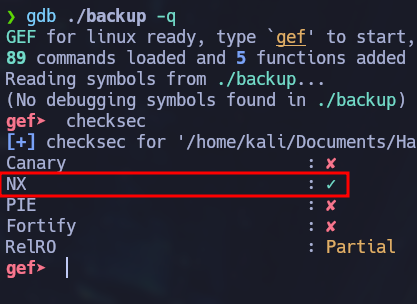 ❯ gdb ./backup -q
GEF for linux ready, type `gef' to start,
89 commands loaded and 5 functions added
Reading symbols from ./backup...
(No debugging symbols found in ./backup)
gef➤ checksec
[+] checksec for '/home/kali/Documents/Ha
Canary : ✘
NX : ✓
PIE : ✘
Fortify : ✘
RelRO : Partial
gef➤